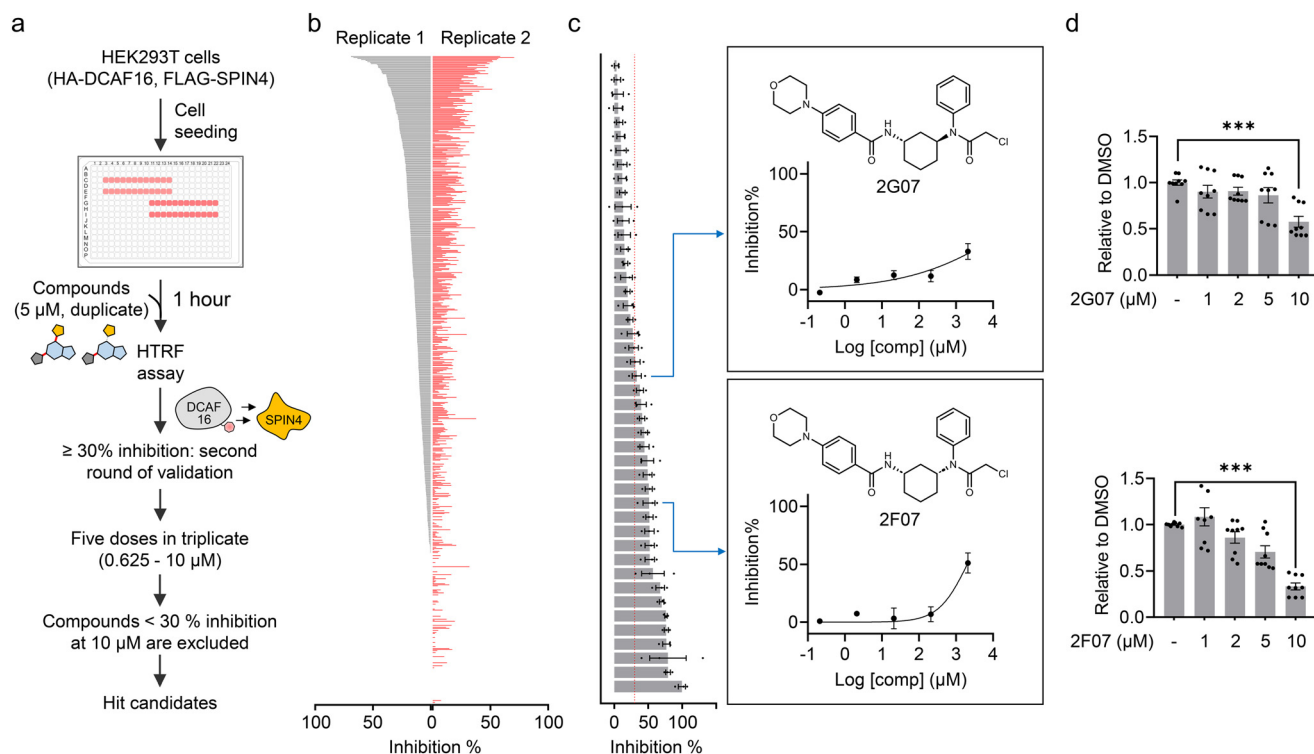 a
HEK293T cells
(HA-DCAF16, FLAG-SPIN4)
Cell
seeding
1 2 3 4 5 6 7 8 9 10 11 12 13 14 15 16 17 18 19 20 21 22 23 24
A
B
C
D
E
F
G
H
I
J
K
L
M
N
O
P
Compounds
(5 µM, duplicate)
1 hour
HTRF
assay
DCAF
16
SPIN4
≥ 30% inhibition: second
round of validation
Five doses in triplicate
(0.625 - 10 µM)
Compounds < 30 % inhibition
at 10 µM are excluded
Hit candidates
b
Replicate 1 Replicate 2
100 50 0 0 50 100
Inhibition %
c
0 50 100
Inhibition %
O
N
H
N
O
N
O
Cl
2G07
Inhibition%
100
50
0
-1 0 1 2 3 4
Log [comp] (µM)
O
N
H
N
O
N
O
Cl
2F07
Inhibition%
100
50
0
-1 0 1 2 3 4
Log [comp] (µM)
d
Relative to DMSO
1.5
1.0
0.5
0.0
***
2G07 (µM) - 1 2 5 10
Relative to DMSO
1.5
1.0
0.5
0.0
***
2F07 (µM) - 1 2 5 10